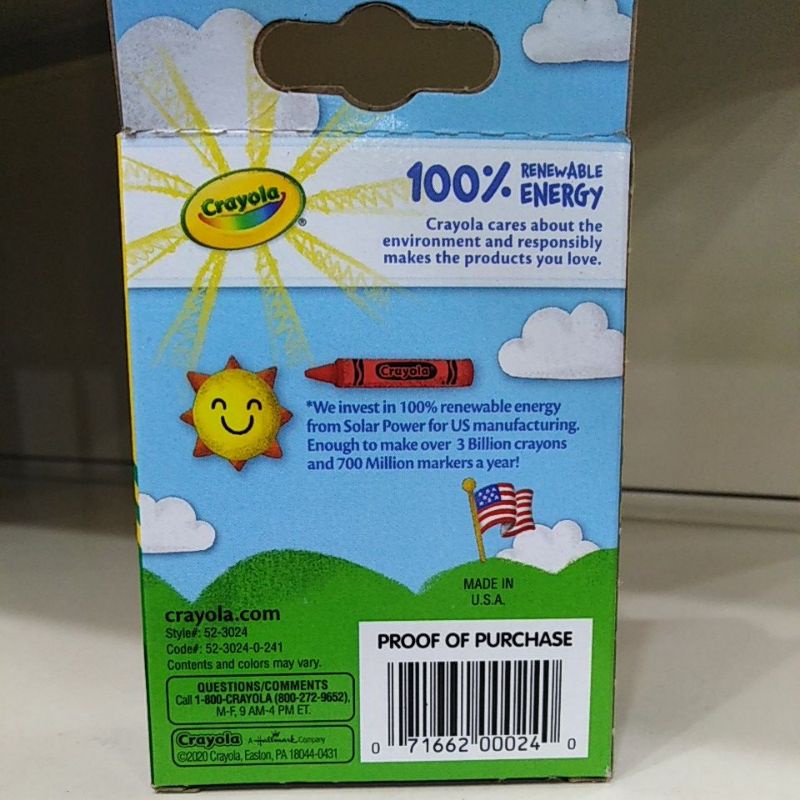 Crayola®
100% RENEWABLE
ENERGY
Crayola cares about the
environment and responsibly
makes the products you love.
Crayola
*We invest in 100% renewable energy
from Solar Power for US manufacturing.
Enough to make over 3 Billion crayons
and 700 Million markers a year!
MADE IN
U.S.A.
crayola.com
Style#: 52-3024
Code#: 52-3024-0-241
Contents and colors may vary.
QUESTIONS/COMMENTS
Call 1-800-CRAYOLA (800-272-9652),
M-F, 9 AM-4 PM ET.
Crayola A Hallmark Company
©2020 Crayola, Easton, PA 18044-0431
PROOF OF PURCHASE
0 71662 00024 0